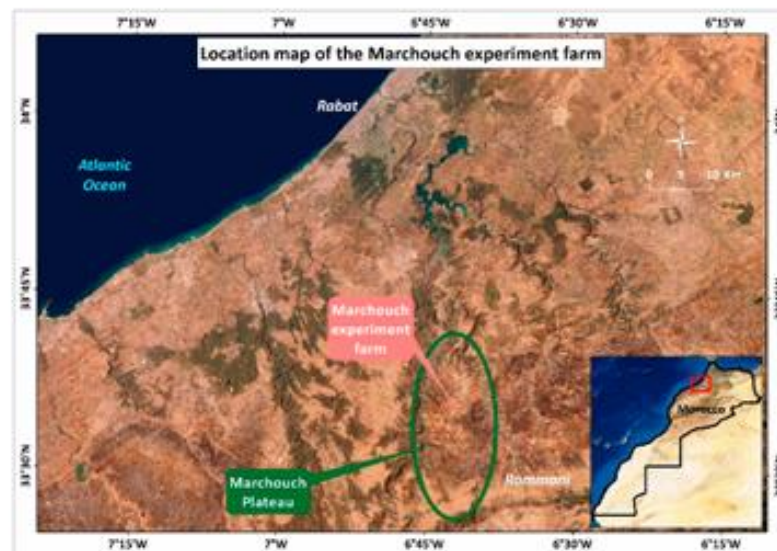 7°15'W 7°W 6°45'W 6°30'W 6°15'W
Location map of the Marchouch experiment farm
Rabat
34°N
Atlantic
Ocean
0 5 10 Km
33°45'N
Marchouch
experiment
farm
Morocco
33°30'N
Marchouch
Plateau
Rommani
7°15'W 7°W 6°45'W 6°30'W 6°15'W